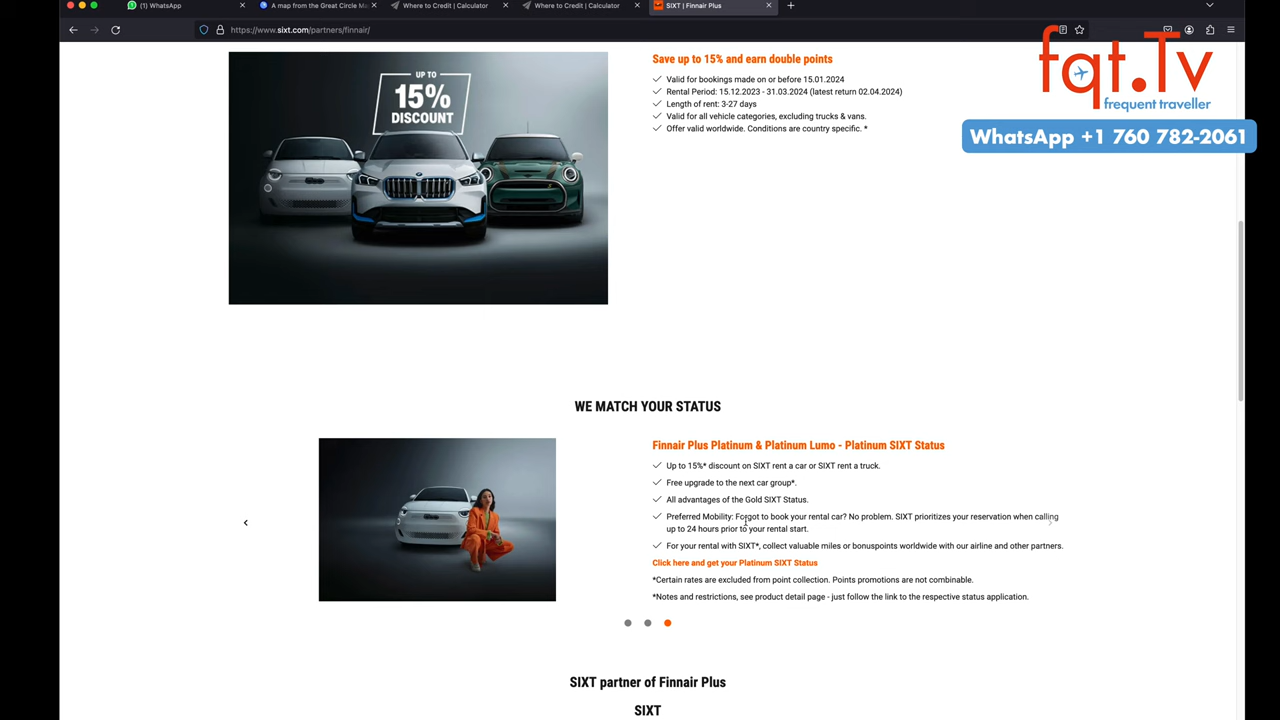 (1) WhatsApp
A map from the Great Circle Ma
Where to Credit | Calculator
Where to Credit | Calculator
SIXT | Finnair Plus
https://www.sixt.com/partners/finnair/
fqt.Tv
frequent traveller
WhatsApp +1 760 782-2061
UP TO
15%
DISCOUNT
Save up to 15% and earn double points
Valid for bookings made on or before 15.01.2024
Rental Period: 15.12.2023 - 31.03.2024 (latest return 02.04.2024)
Length of rent: 3-27 days
Valid for all vehicle categories, excluding trucks & vans.
Offer valid worldwide. Conditions are country specific. *
WE MATCH YOUR STATUS
Finnair Plus Platinum & Platinum Lumo - Platinum SIXT Status
Up to 15%* discount on SIXT rent a car or SIXT rent a truck.
Free upgrade to the next car group*.
All advantages of the Gold SIXT Status.
Preferred Mobility: Forgot to book your rental car? No problem. SIXT prioritizes your reservation when calling
up to 24 hours prior to your rental start.
For your rental with SIXT*, collect valuable miles or bonuspoints worldwide with our airline and other partners.
Click here and get your Platinum SIXT Status
*Certain rates are excluded from point collection. Points promotions are not combinable.
*Notes and restrictions, see product detail page - just follow the link to the respective status application.
SIXT partner of Finnair Plus
SIXT